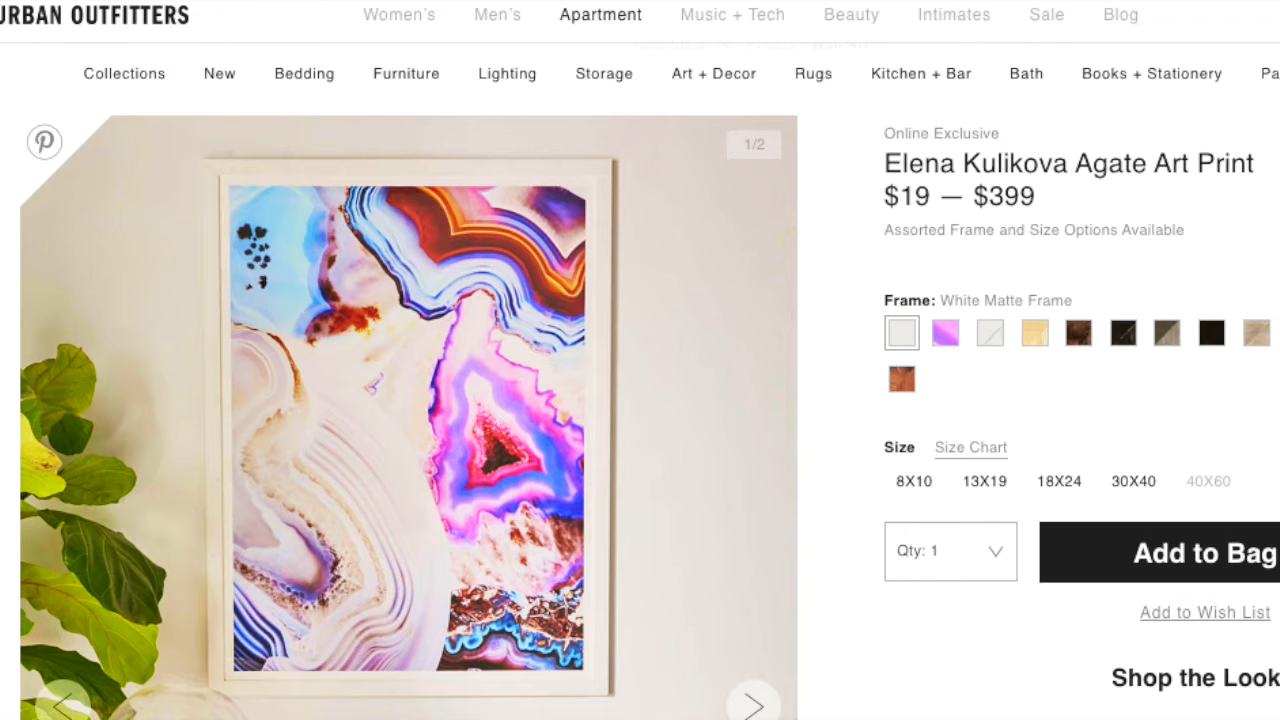 URBAN OUTFITTERS
Women's Men's Apartment Music + Tech Beauty Intimates Sale Blog
Collections New Bedding Furniture Lighting Storage Art + Decor Rugs Kitchen + Bar Bath Books + Stationery Pa
1/2
Online Exclusive
Elena Kulikova Agate Art Print
$19 — $399
Assorted Frame and Size Options Available
Frame: White Matte Frame
Size Size Chart
8X10 13X19 18X24 30X40 40X60
Qty: 1
Add to Bag
Add to Wish List
Shop the Look